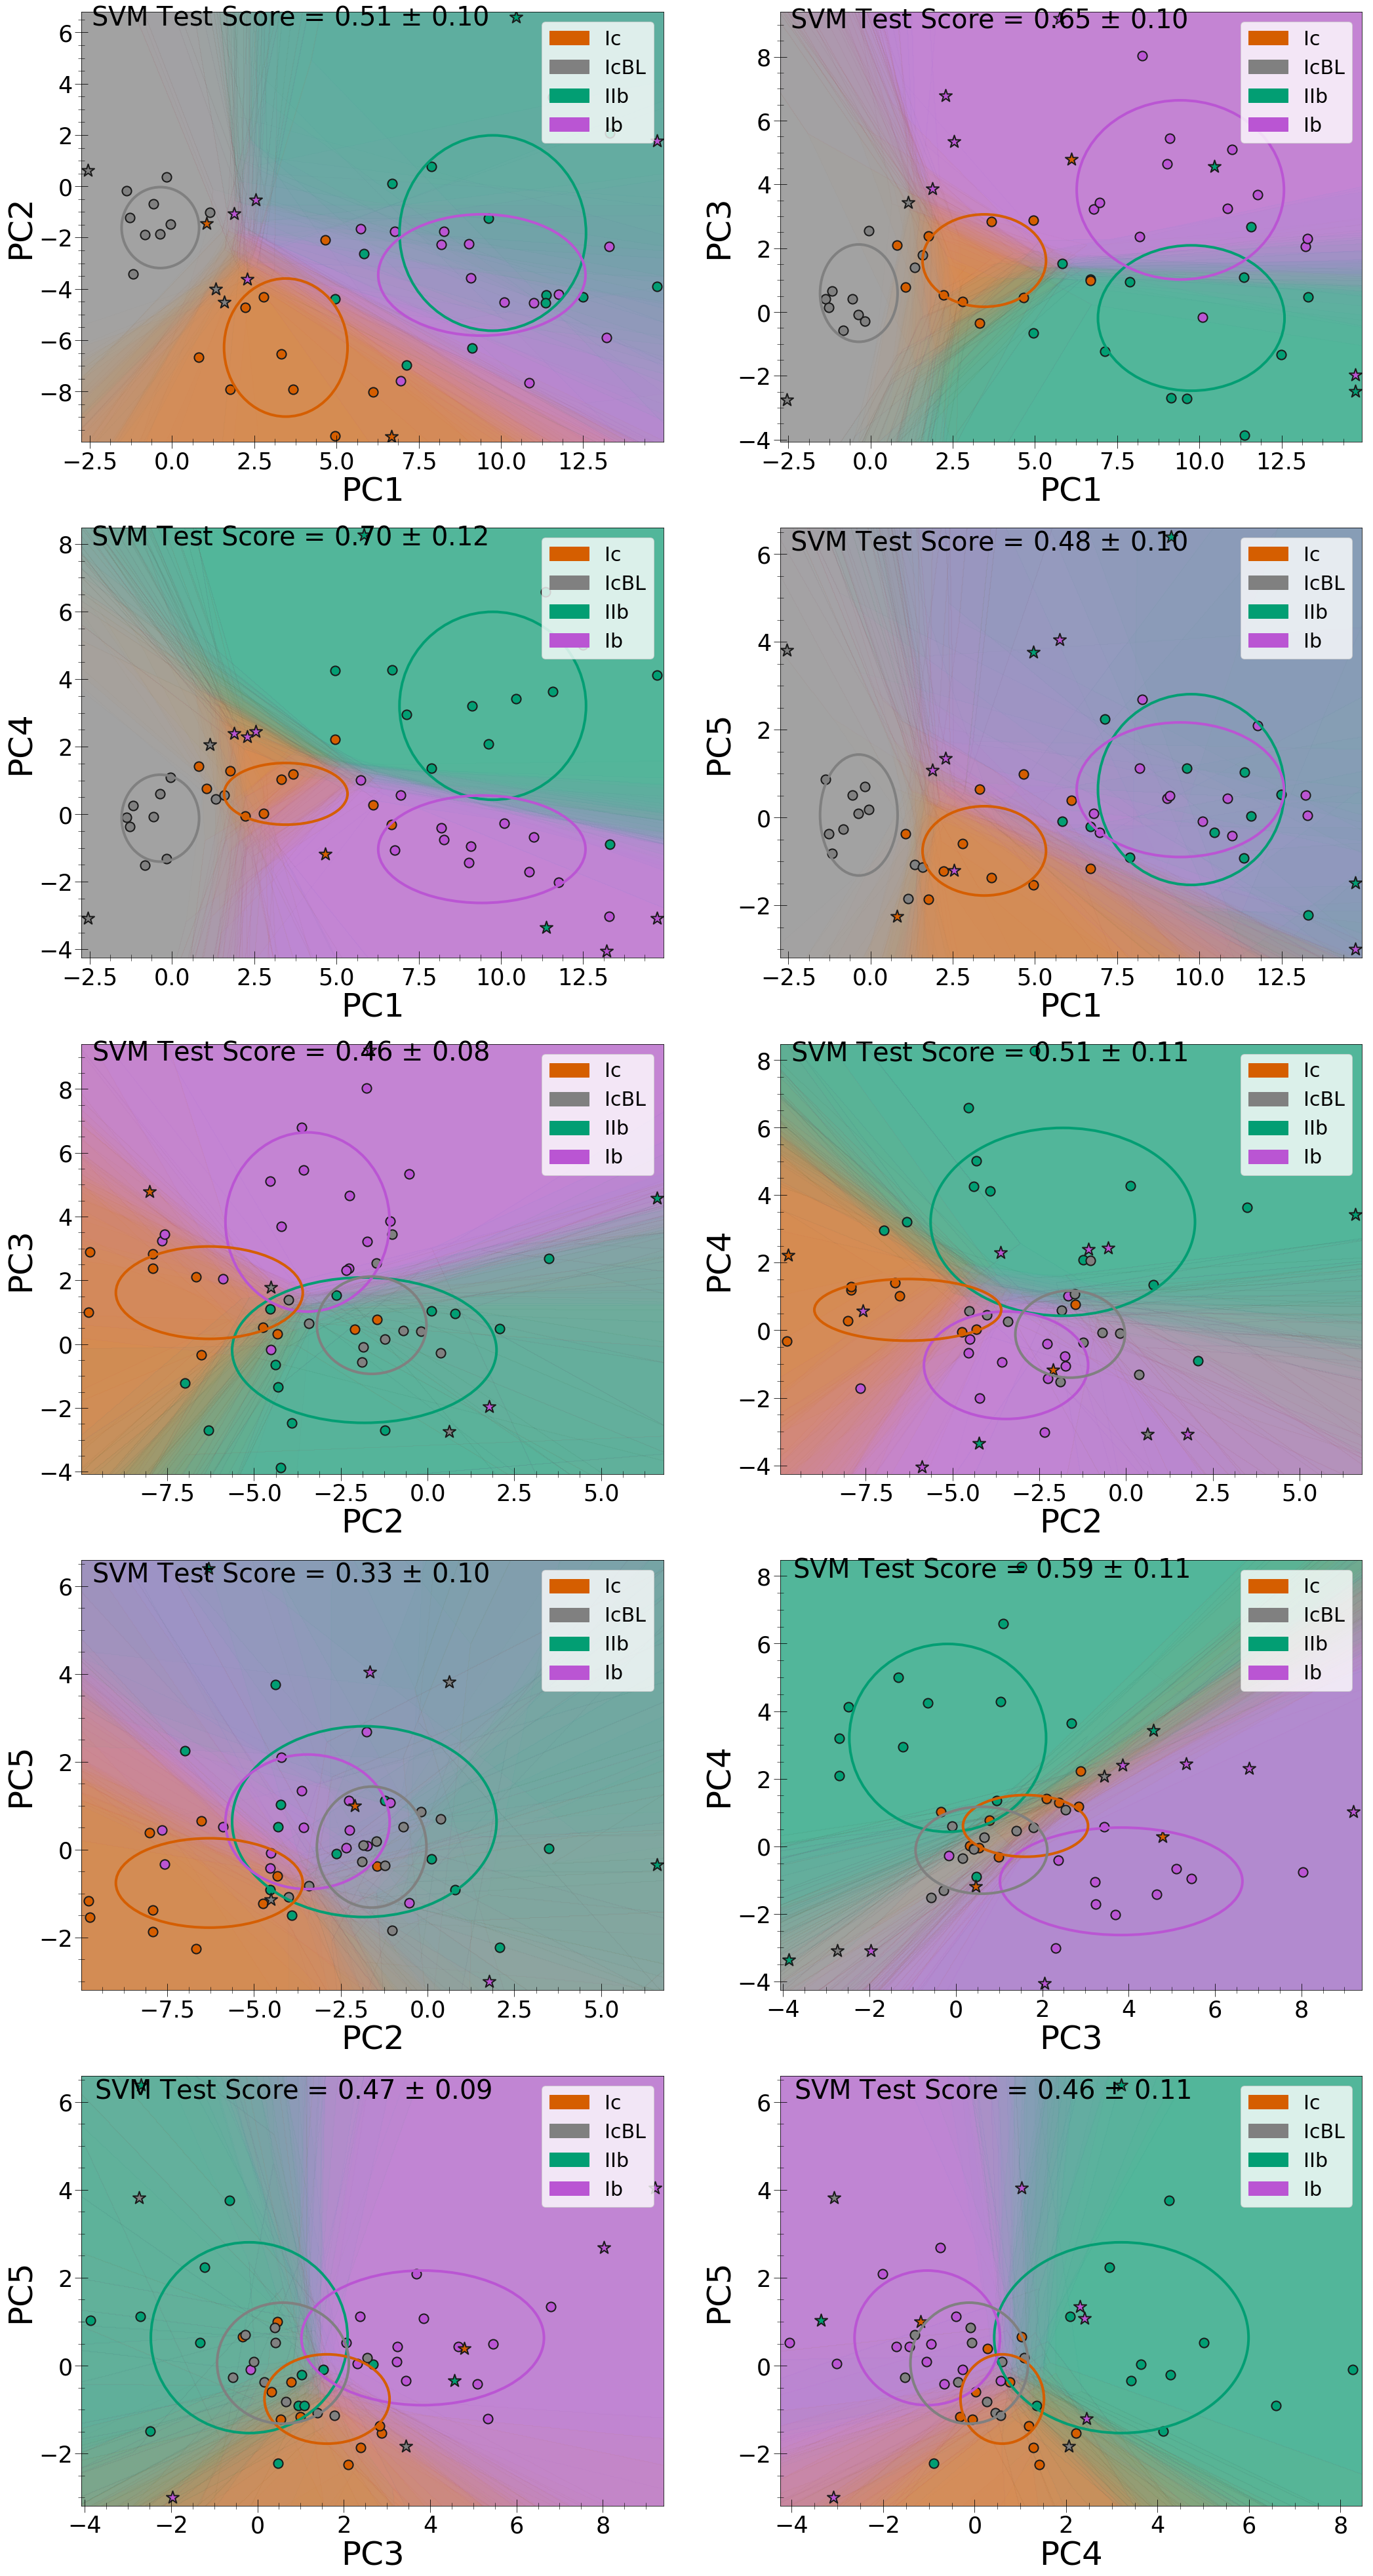 SVM Test Score = 0.51 ± 0.10
Ic
IcBL
IIb
Ib
6
4
2
0
−2
−4
−6
−8
PC2
−2.5 0.0 2.5 5.0 7.5 10.0 12.5
PC1
SVM Test Score = 0.65 ± 0.10
Ic
IcBL
IIb
Ib
8
6
4
2
0
−2
−4
PC3
−2.5 0.0 2.5 5.0 7.5 10.0 12.5
PC1
SVM Test Score = 0.70 ± 0.12
Ic
IcBL
IIb
Ib
8
6
4
2
0
−2
−4
PC4
−2.5 0.0 2.5 5.0 7.5 10.0 12.5
PC1
SVM Test Score = 0.48 ± 0.10
Ic
IcBL
IIb
Ib
6
4
2
0
−2
PC5
−2.5 0.0 2.5 5.0 7.5 10.0 12.5
PC1
SVM Test Score = 0.46 ± 0.08
Ic
IcBL
IIb
Ib
8
6
4
2
0
−2
−4
PC3
−7.5 −5.0 −2.5 0.0 2.5 5.0
PC2
SVM Test Score = 0.51 ± 0.11
Ic
IcBL
IIb
Ib
8
6
4
2
0
−2
−4
PC4
−7.5 −5.0 −2.5 0.0 2.5 5.0
PC2
SVM Test Score = 0.33 ± 0.10
Ic
IcBL
IIb
Ib
6
4
2
0
−2
PC5
−7.5 −5.0 −2.5 0.0 2.5 5.0
PC2
SVM Test Score = 0.59 ± 0.11
Ic
IcBL
IIb
Ib
8
6
4
2
0
−2
−4
PC4
−4 −2 0 2 4 6 8
PC3
SVM Test Score = 0.47 ± 0.09
Ic
IcBL
IIb
Ib
6
4
2
0
−2
PC5
−4 −2 0 2 4 6 8
PC3
SVM Test Score = 0.46 ± 0.11
Ic
IcBL
IIb
Ib
6
4
2
0
−2
PC5
−4 −2 0 2 4 6 8
PC4